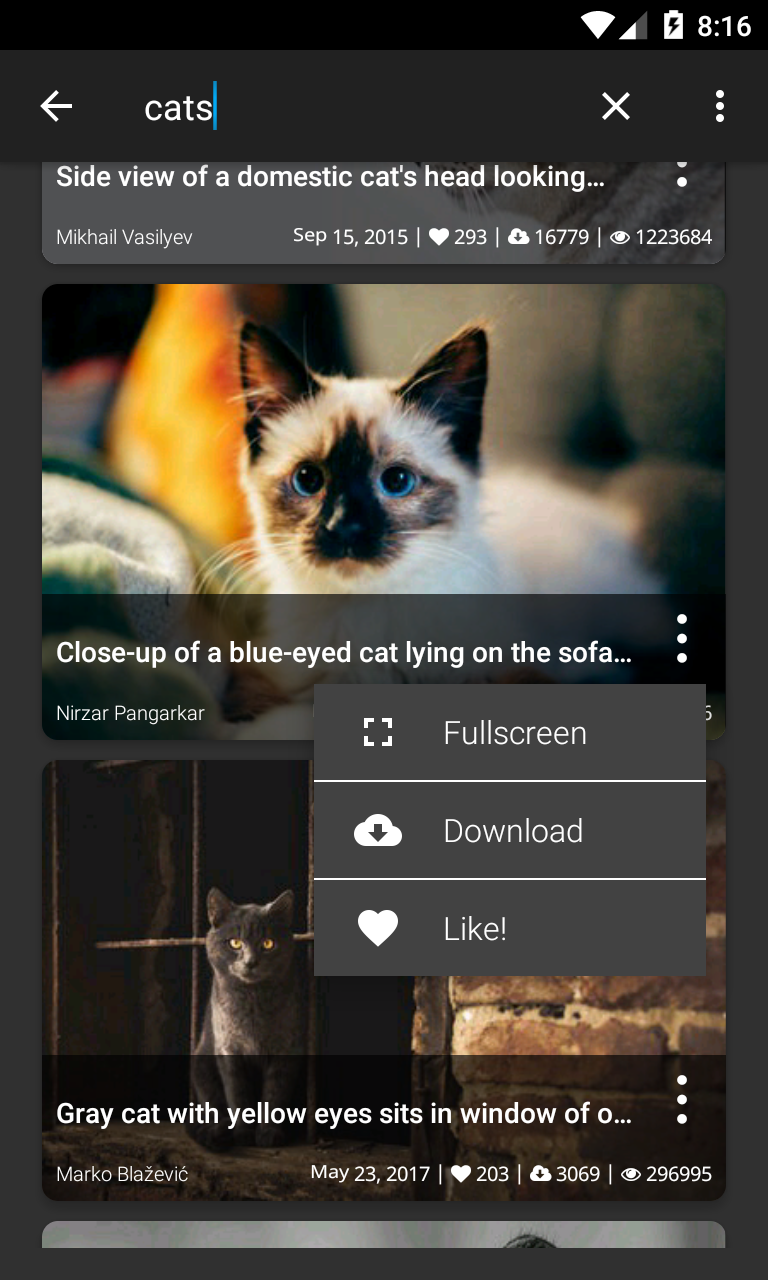 8:16
cats
Side view of a domestic cat's head looking...
Mikhail Vasilyev Sep 15, 2015 | 293 | 16779 | 1223684
Close-up of a blue-eyed cat lying on the sofa...
Nirzar Pangarkar
Fullscreen
Download
Like!
Gray cat with yellow eyes sits in window of o...
Marko Blažević May 23, 2017 | 203 | 3069 | 296995